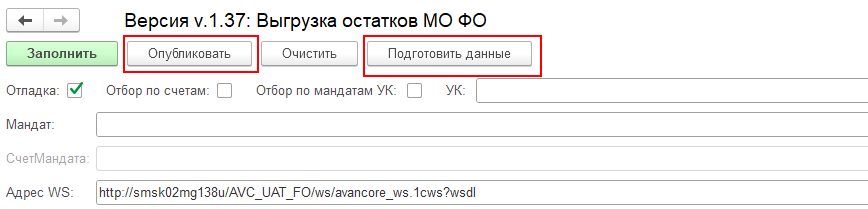 Версия v.1.37: Выгрузка остатков МО ФО
Заполнить Опубликовать Очистить Подготовить данные
Отладка: Отбор по счетам: Отбор по мандатам УК: УК:
Мандат:
СчетМандата:
Адрес WS: http://smsk02mg138u/AVC_UAT_FO/ws/avancore_ws.1cws?wsdl